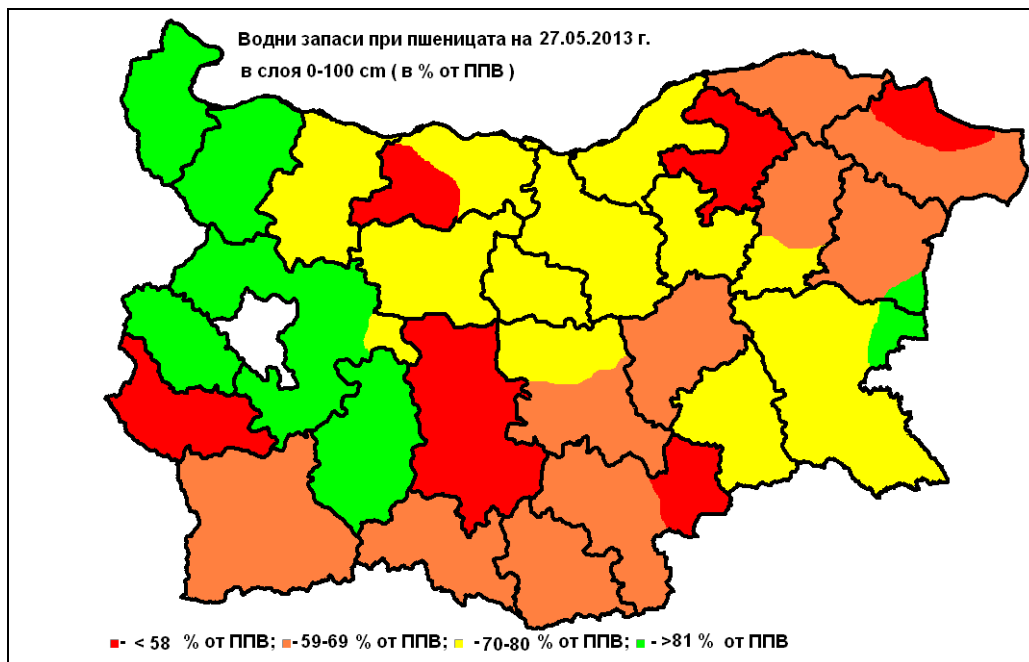 Водни запаси при пшеницата на 27.05.2013 г.
в слоя 0-100 cm ( в % от ППВ )
- < 58 % от ППВ; - 59-69 % от ППВ; - 70-80 % от ППВ; - >81 % от ППВ